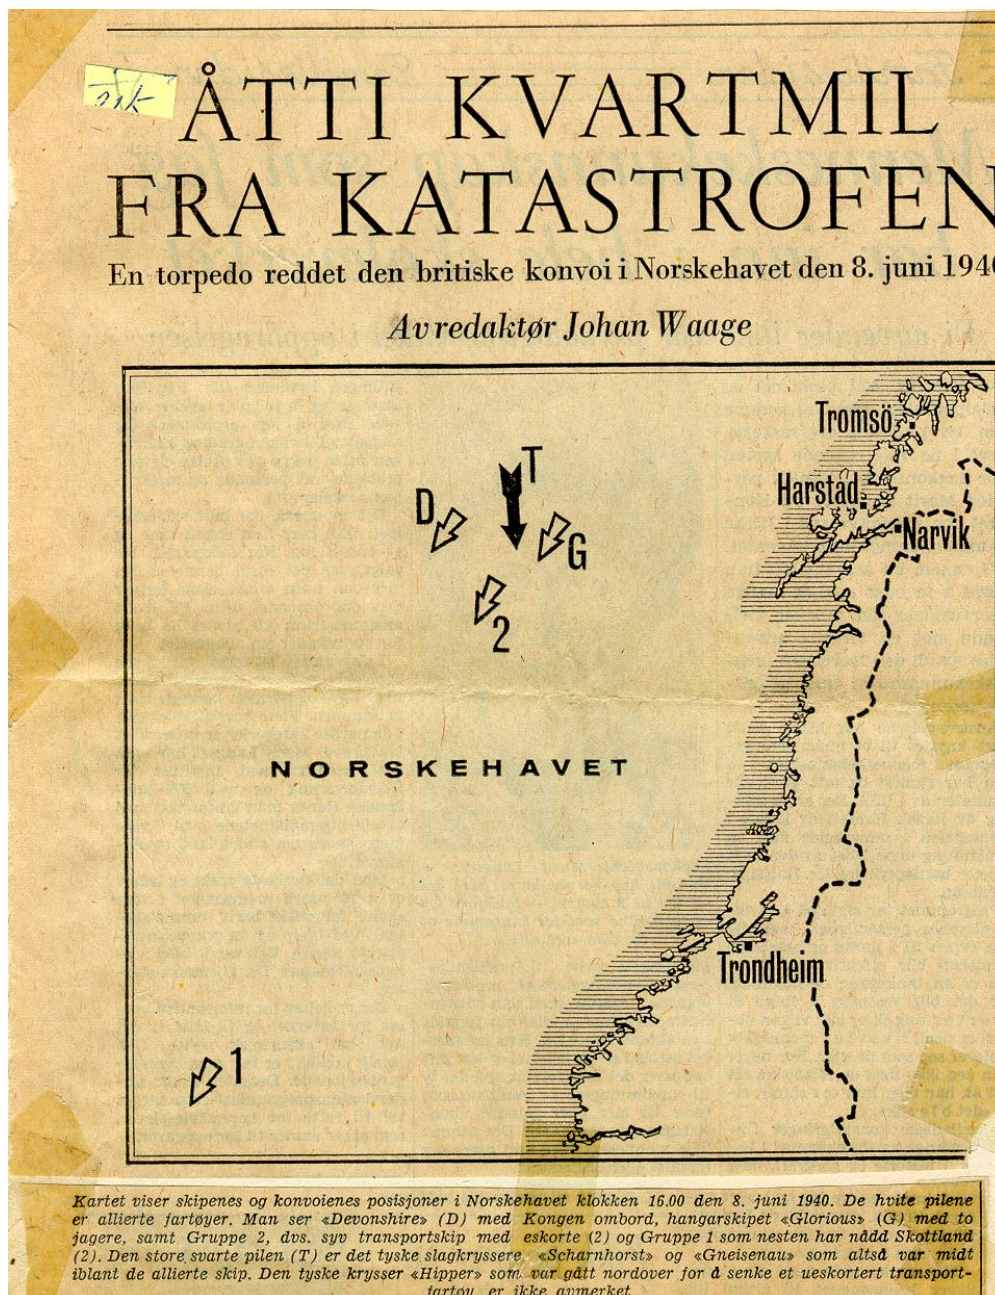 ÅTTI KVARTMIL
FRA KATASTROFEN
En torpedo reddet den britiske konvoi i Norskehavet den 8. juni 1940
Av redaktør Johan Waage
Tromsö
T
Harstad
D
G
Narvik
2
NORSKEHAVET
Trondheim
1
Kartet viser skipenes og konvoienes posisjoner i Norskehavet klokken 16.00 den 8. juni 1940. De hvite pilene
er allierte fartøyer. Man ser «Devonshire» (D) med Kongen ombord, hangarskipet «Glorious» (G) med to
jagere, samt Gruppe 2, dvs. syv transportskip med eskorte (2) og Gruppe 1 som nesten har nådd Skottland
(2). Den store svarte pilen (T) er det tyske slagkryssere, «Scharnhorst» og «Gneisenau» som altså var midt
iblant de allierte skip. Den tyske krysser «Hipper» som var gått nordover for å senke et ueskortert transport-
fartøy, er ikke avmerket